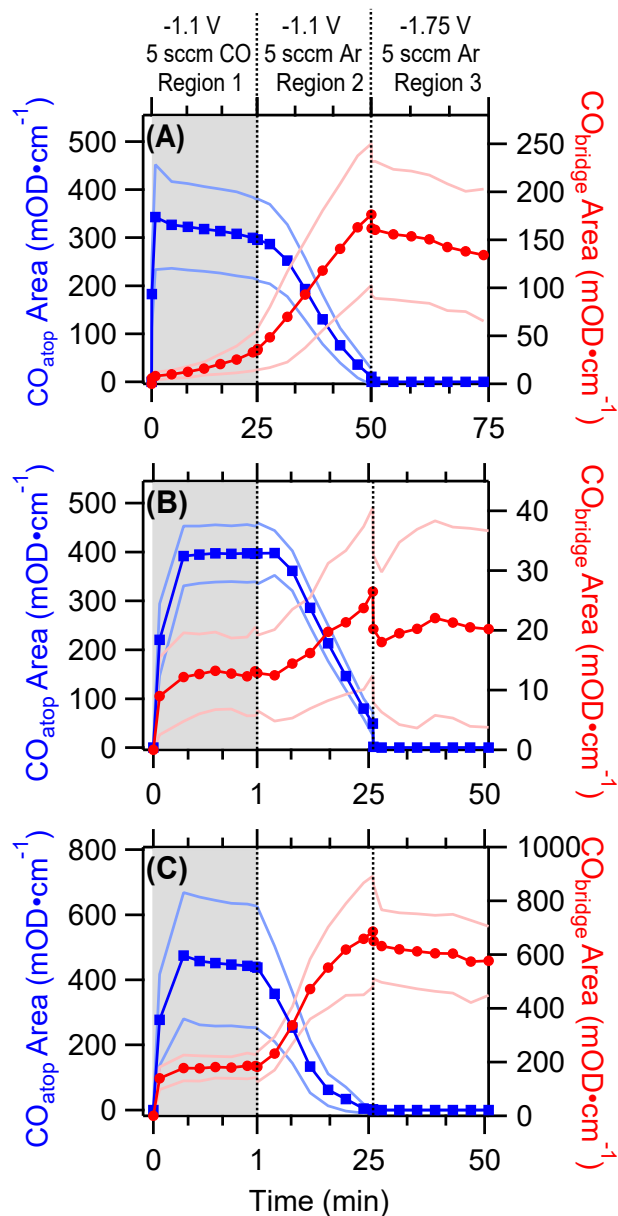 -1.1 V -1.1 V -1.75 V
5 sccm CO 5 sccm Ar 5 sccm Ar
Region 1 Region 2 Region 3
(A)
CO_atop Area (mOD•cm^-1)
500
400
300
200
100
0
CO_bridge Area (mOD•cm^-1)
250
200
150
100
50
0
0 25 50 75
(B)
CO_atop Area (mOD•cm^-1)
500
400
300
200
100
0
CO_bridge Area (mOD•cm^-1)
40
30
20
10
0
0 1 25 50
(C)
CO_atop Area (mOD•cm^-1)
800
600
400
200
0
CO_bridge Area (mOD•cm^-1)
1000
800
600
400
200
0
0 1 25 50
Time (min)